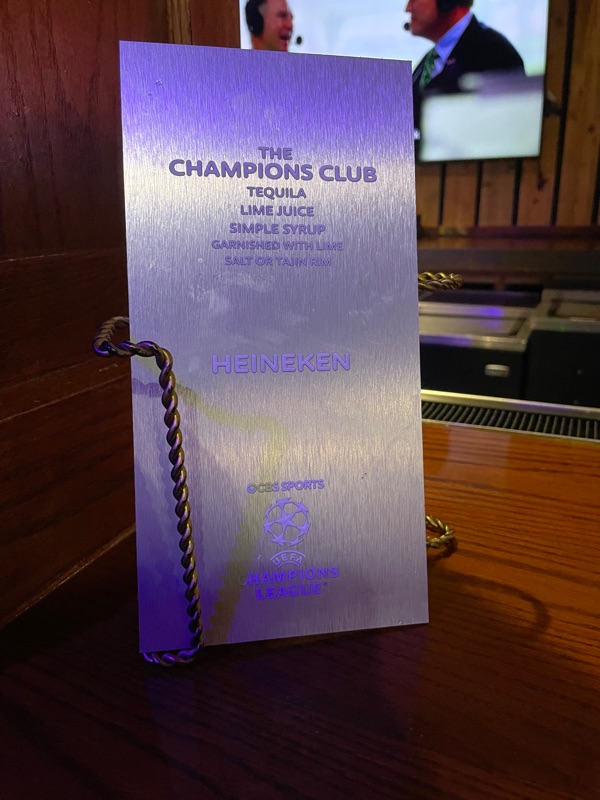 THE
CHAMPIONS CLUB
TEQUILA
LIME JUICE
SIMPLE SYRUP
GARNISHED WITH LIME
SALT OR TAJIN RIM
HEINEKEN
CBS SPORTS
UEFA
CHAMPIONS
LEAGUE